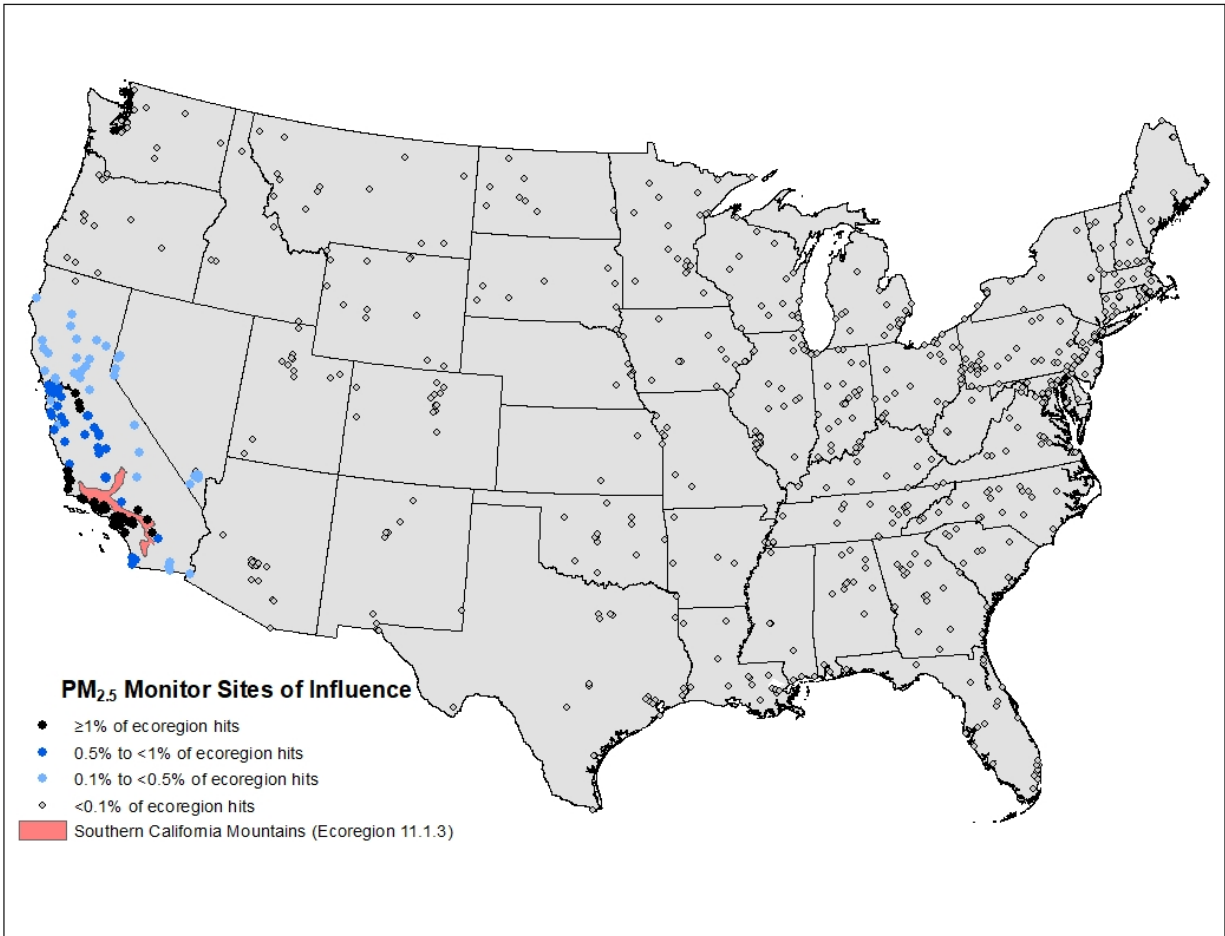 PM2.5 Monitor Sites of Influence
≥1% of ecoregion hits
0.5% to <1% of ecoregion hits
0.1% to <0.5% of ecoregion hits
<0.1% of ecoregion hits
Southern California Mountains (Ecoregion 11.1.3)